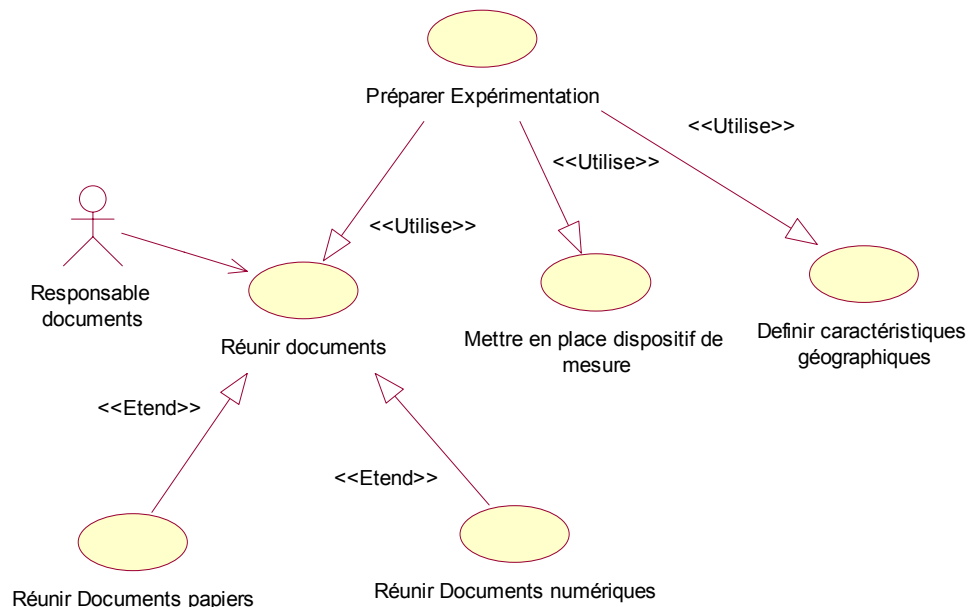 Préparer Expérimentation
<<Utilise>>
<<Utilise>>
<<Utilise>>
Responsable
documents
Réunir documents
Mettre en place dispositif de
mesure
Definir caractéristiques
géographiques
<<Etend>>
<<Etend>>
Réunir Documents papiers
Réunir Documents numériques